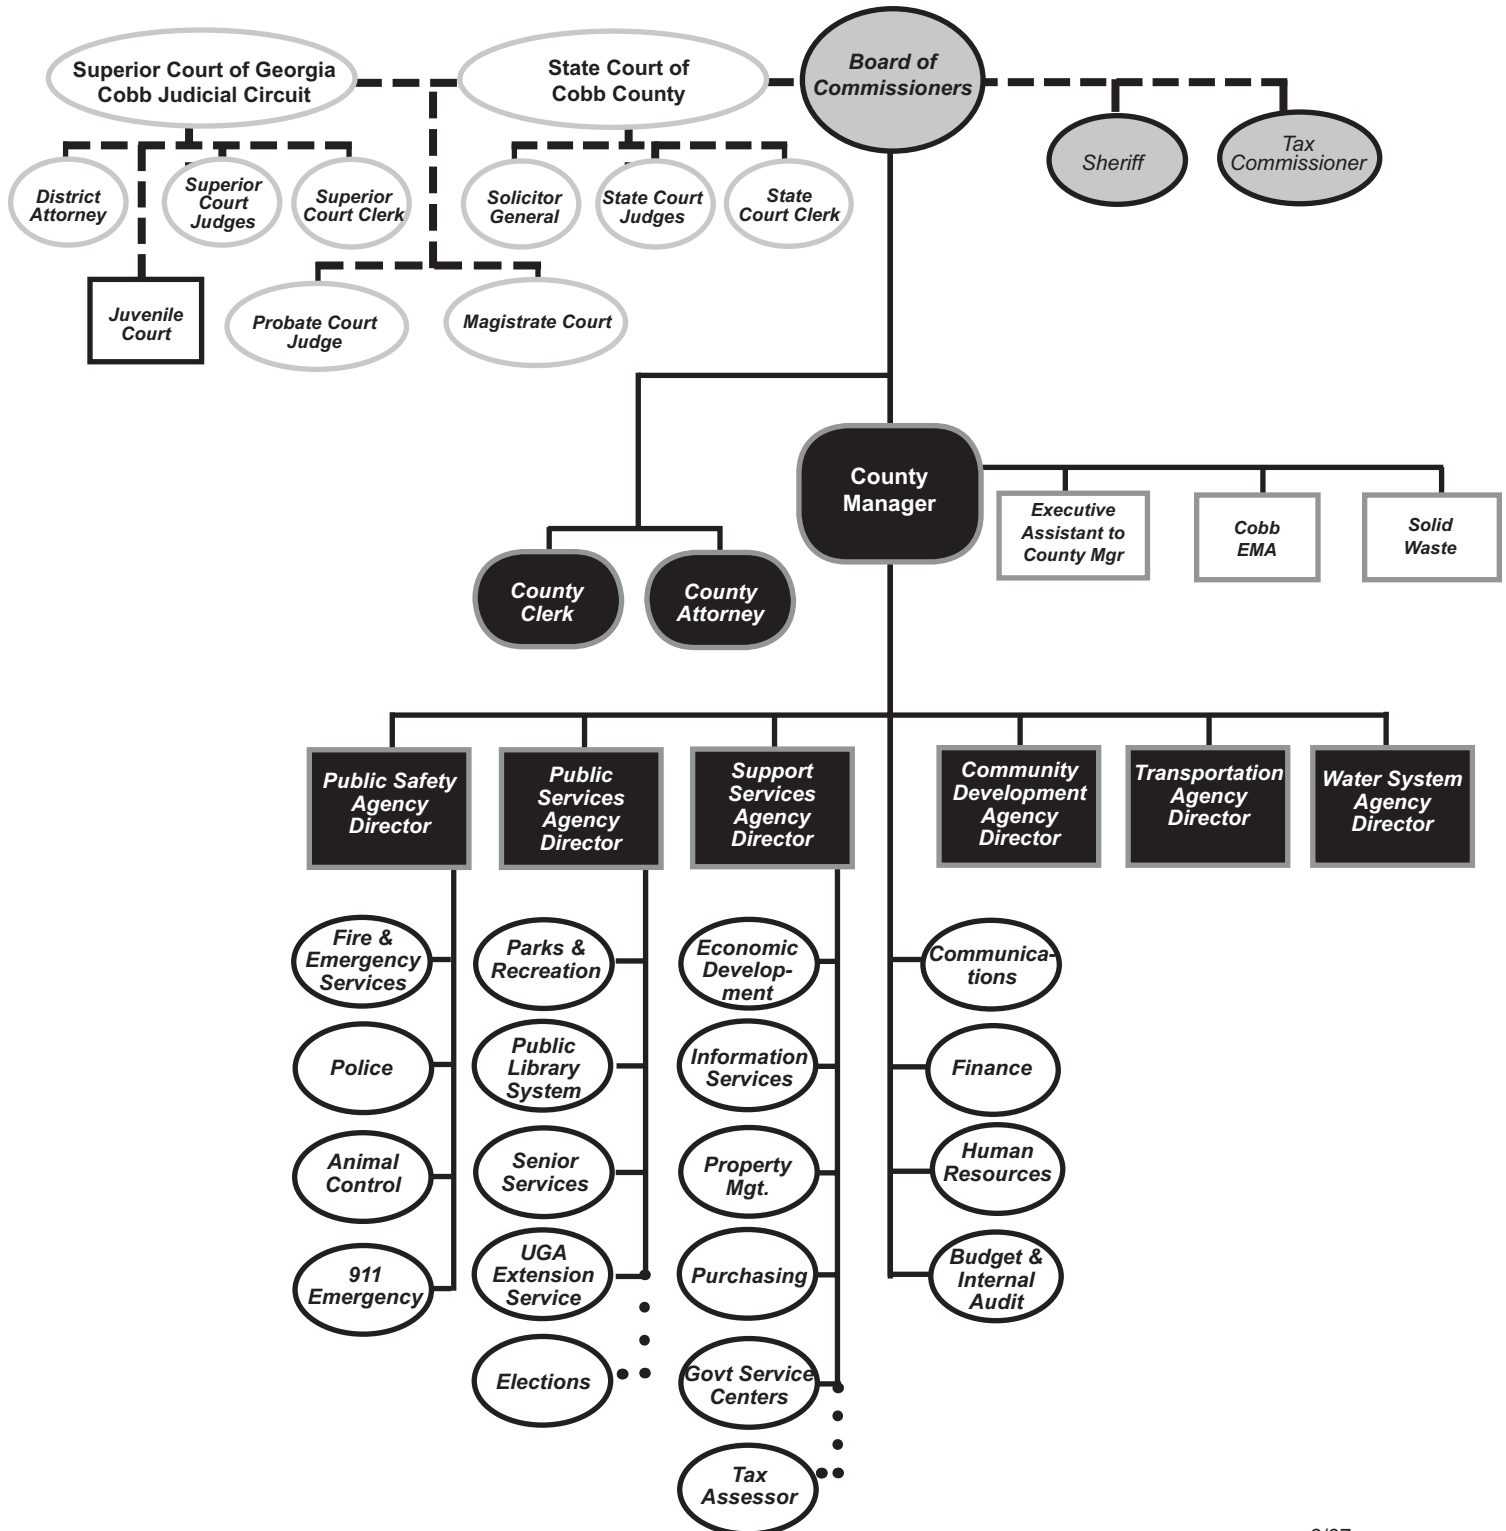 Superior Court of Georgia
Cobb Judicial Circuit
State Court of
Cobb County
Board of
Commissioners
Sheriff
Tax
Commissioner
District
Attorney
Superior
Court
Judges
Superior
Court Clerk
Solicitor
General
State Court
Judges
State
Court Clerk
Juvenile
Court
Probate Court
Judge
Magistrate Court
County
Manager
Executive
Assistant to
County Mgr
Cobb
EMA
Solid
Waste
County
Clerk
County
Attorney
Public Safety
Agency
Director
Public
Services
Agency
Director
Support
Services
Agency
Director
Community
Development
Agency
Director
Transportation
Agency
Director
Water System
Agency
Director
Fire &
Emergency
Services
Police
Animal
Control
911
Emergency
Parks &
Recreation
Public
Library
System
Senior
Services
UGA
Extension
Service
Elections
Economic
Develop-
ment
Information
Services
Property
Mgt.
Purchasing
Govt Service
Centers
Tax
Assessor
Communica-
tions
Finance
Human
Resources
Budget &
Internal
Audit